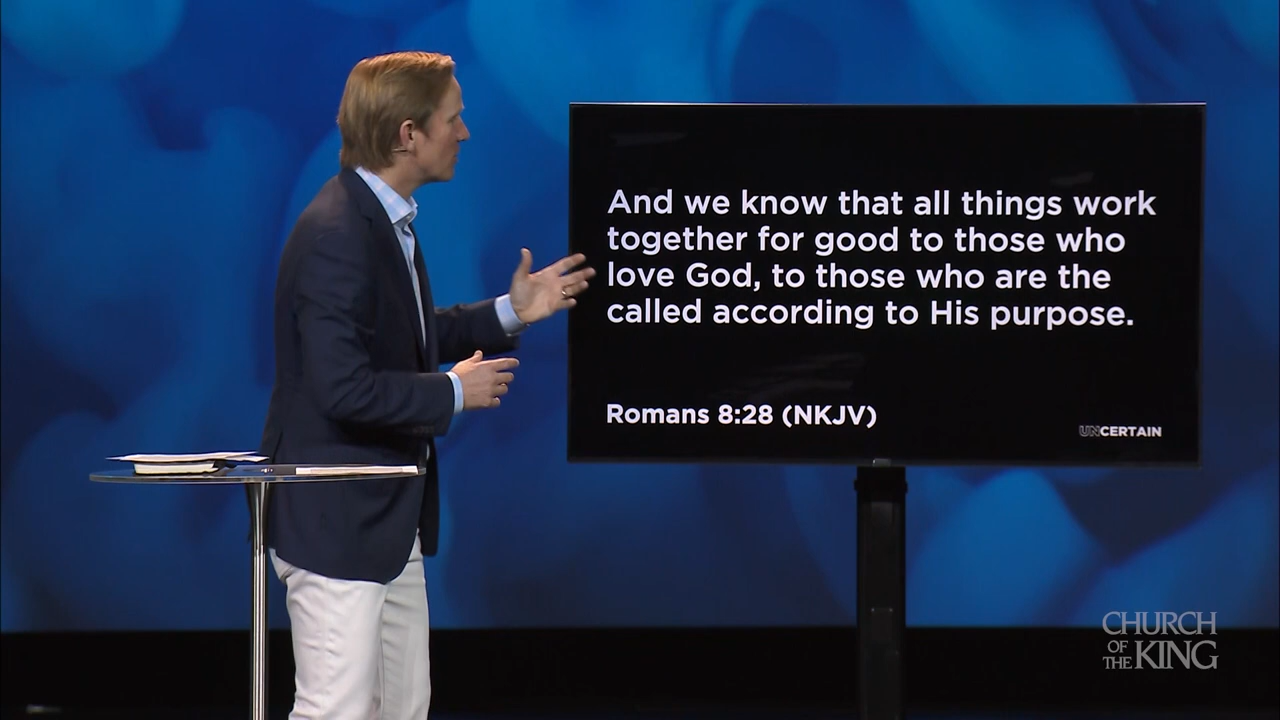 And we know that all things work
together for good to those who
love God, to those who are the
called according to His purpose.
Romans 8:28 (NKJV)
UNCERTAIN
CHURCH
OF
THE KING